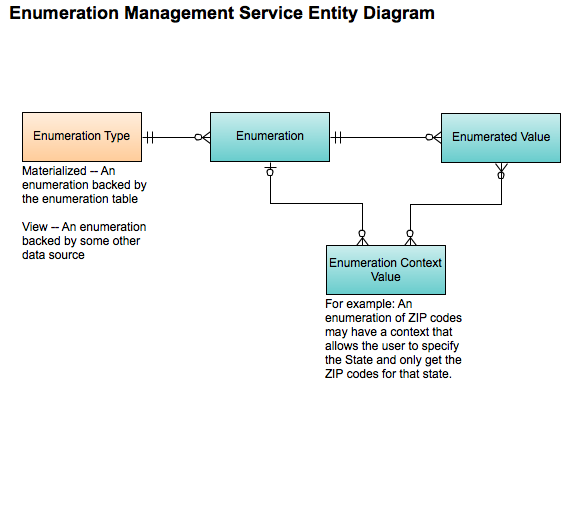 Enumeration Management Service Entity Diagram
Enumeration Type
Enumeration
Enumerated Value
Materialized -- An
enumeration backed by
the enumeration table
View -- An enumeration
backed by some other
data source
Enumeration Context
Value
For example: An
enumeration of ZIP codes
may have a context that
allows the user to specify
the State and only get the
ZIP codes for that state.